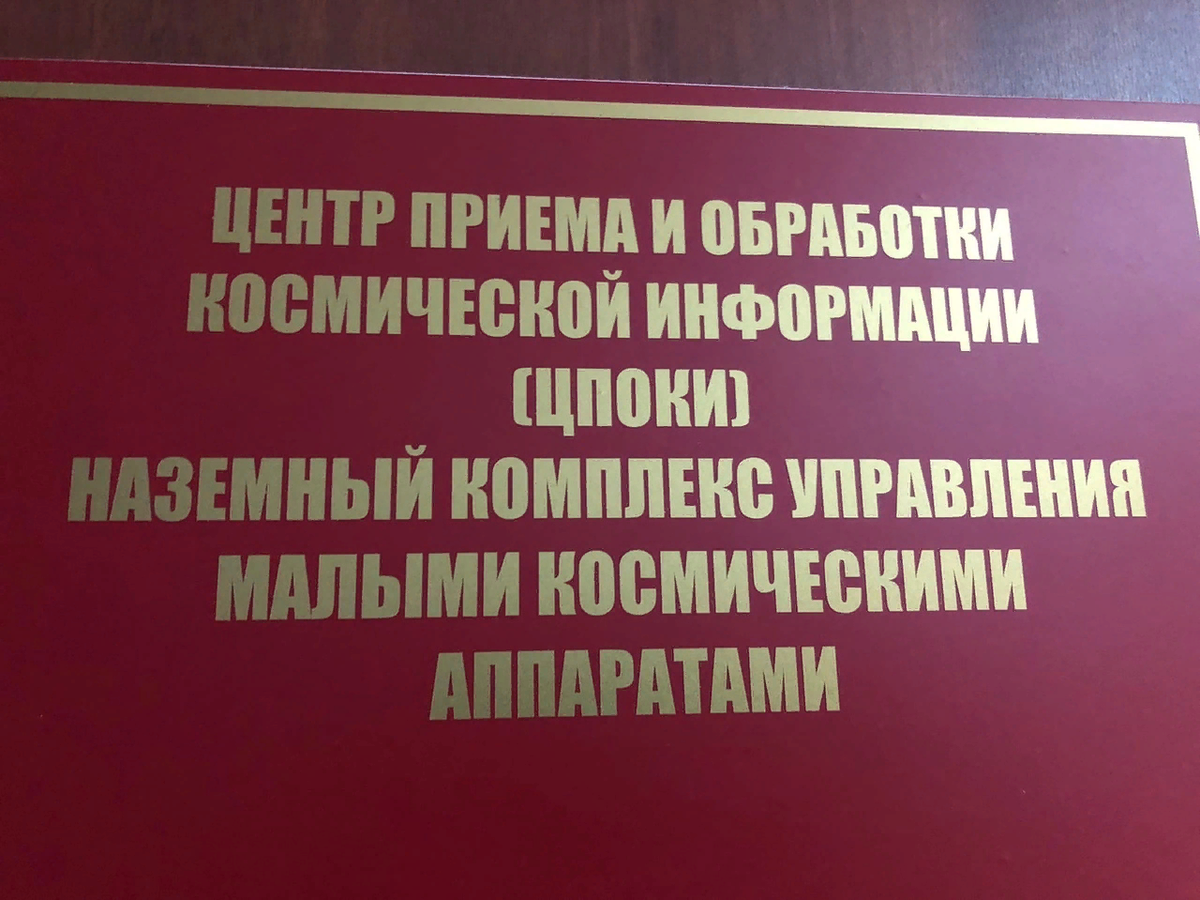 ЦЕНТР ПРИЕМА И ОБРАБОТКИ
КОСМИЧЕСКОЙ ИНФОРМАЦИИ
(ЦПОКИ)
НАЗЕМНЫЙ КОМПЛЕКС УПРАВЛЕНИЯ
МАЛЫМИ КОСМИЧЕСКИМИ
АППАРАТАМИ